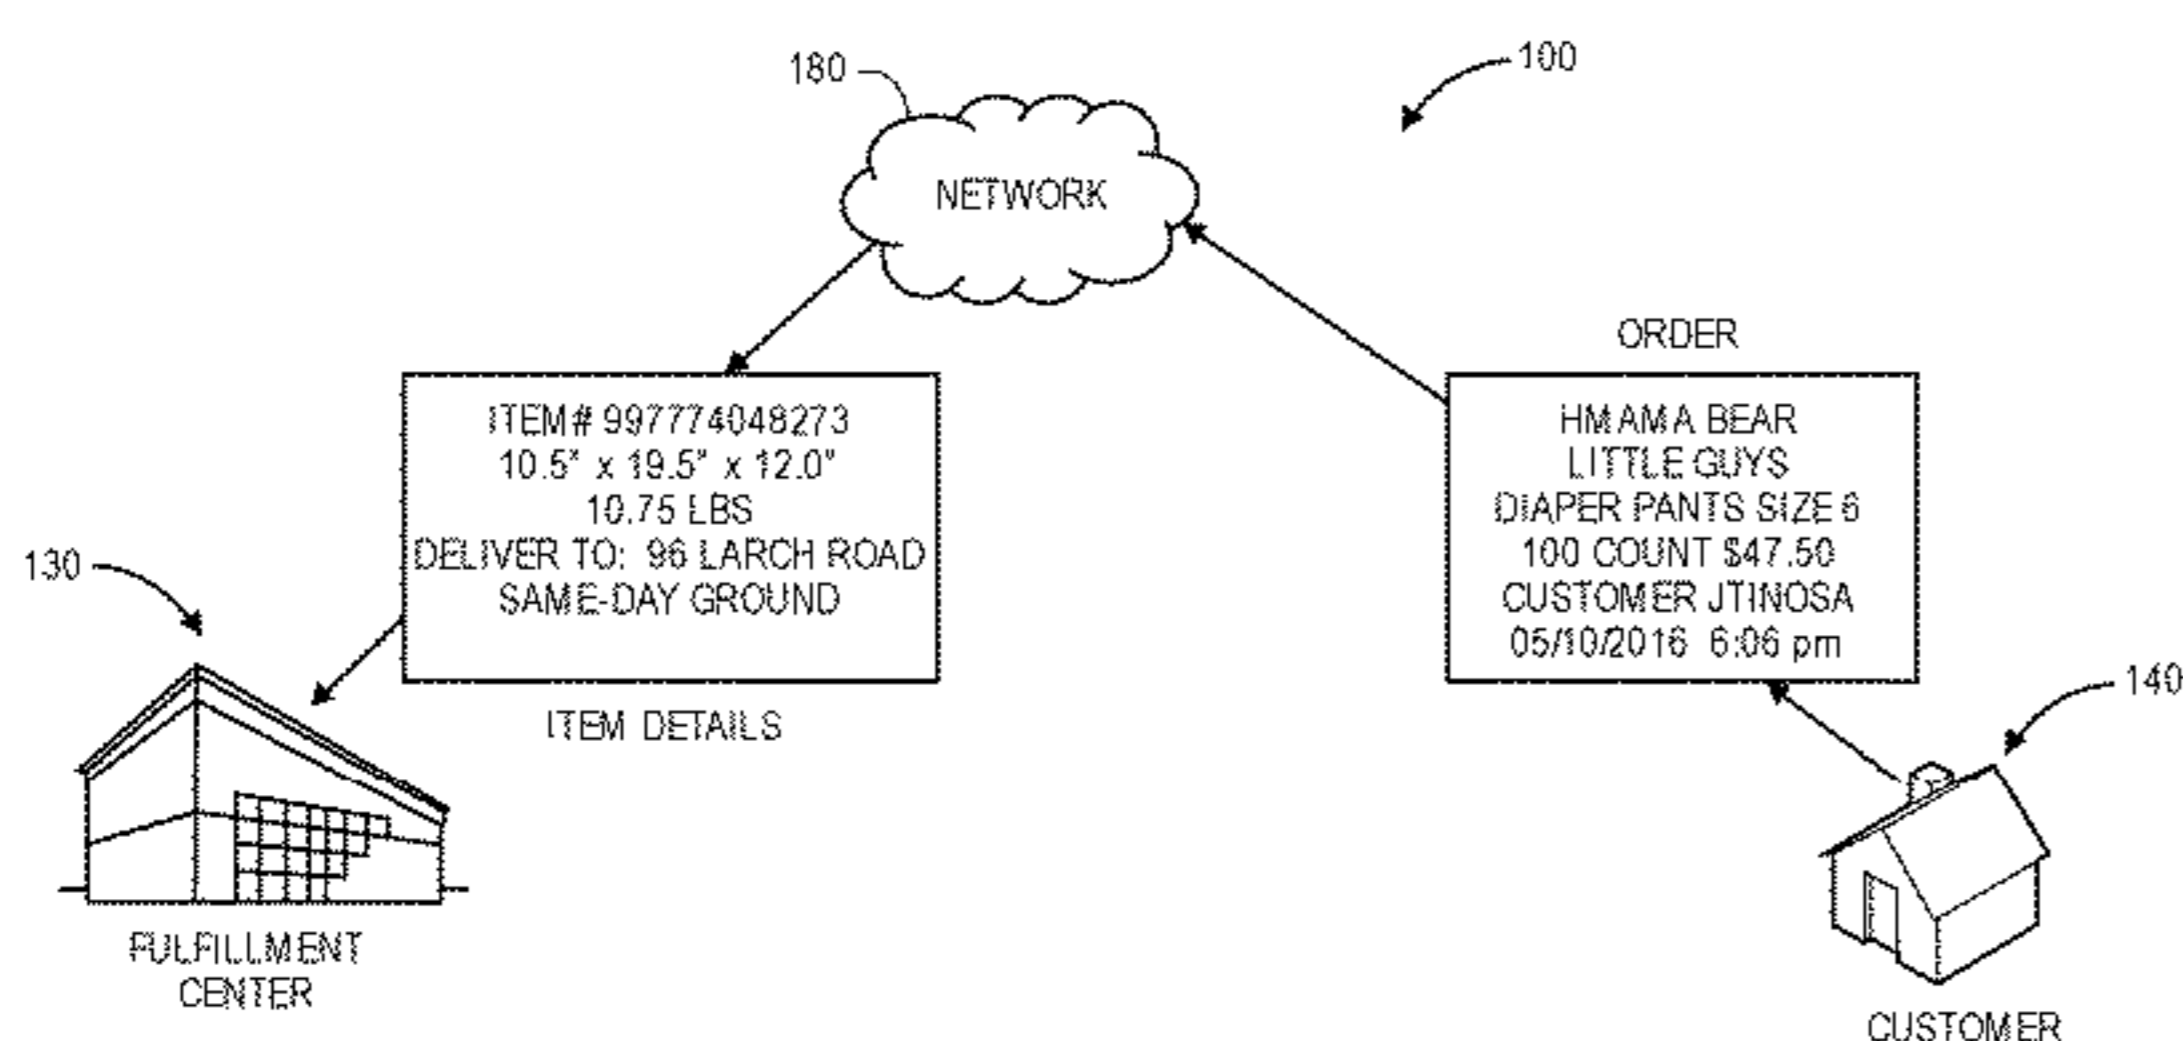 180
100
NETWORK
ORDER
ITEM# 997774048273
10.5" x 19.5" x 12.0"
10.75 LBS
DELIVER TO: 96 LARCH ROAD
SAME-DAY GROUND
HMAMA BEAR
LITTLE GUYS
DIAPER PANTS SIZE 6
100 COUNT $47.50
CUSTOMER JTINOSA
05/10/2016 6:06 pm
130
140
ITEM DETAILS
FULFILLMENT
CENTER
CUSTOMER